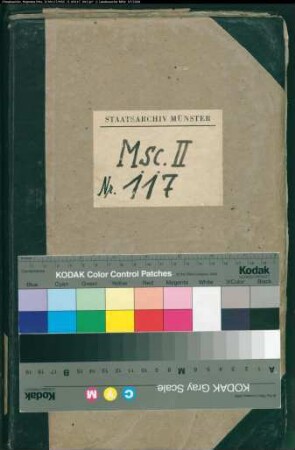 STAATSARCHIV MÜNSTER
Msc. II
Nr. 117
KODAK Color Control Patches
Kodak
Blue Cyan Green Yellow Red Magenta White 3/Color Black
A
M
B
C Y M
KODAK Gray Scale
Kodak